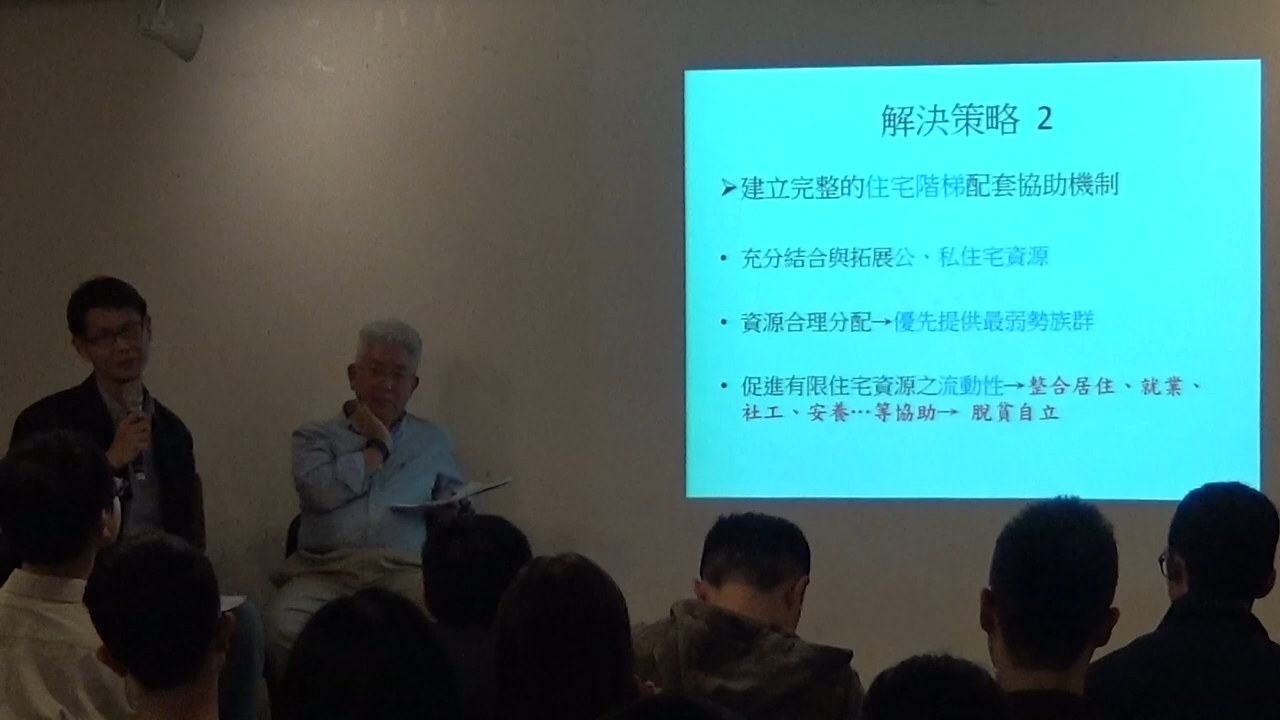 解決策略 2
➢建立完整的住宅階梯配套協助機制
• 充分結合與拓展公、私住宅資源
• 資源合理分配→優先提供最弱勢族群
• 促進有限住宅資源之流動性→整合居住、就業、
社工、安養…等協助→ 脫貧自立